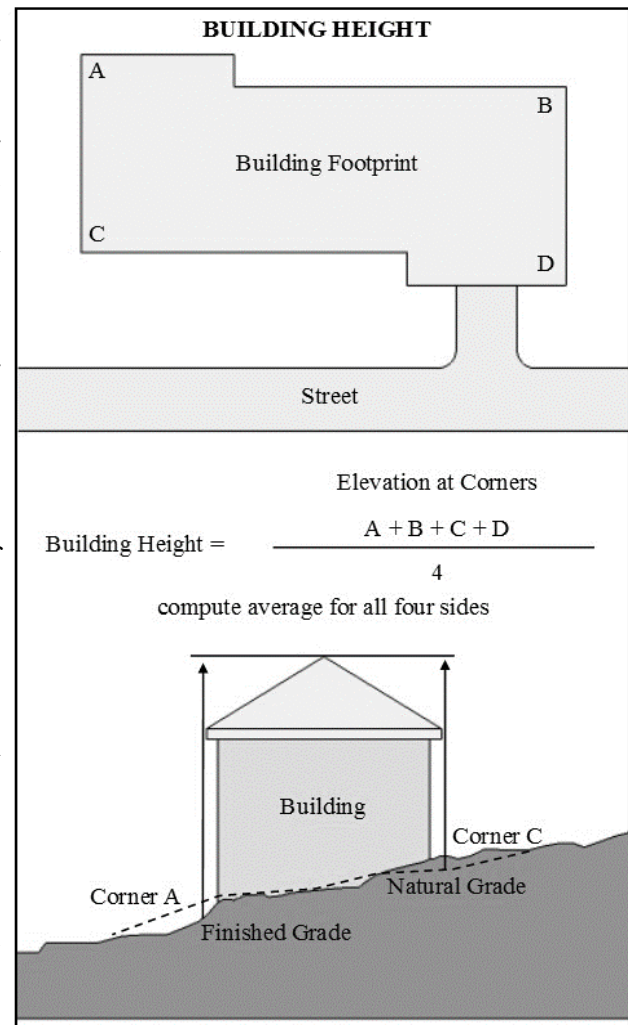 BUILDING HEIGHT
A
B
Building Footprint
C
D
Street
Elevation at Corners
Building Height = A + B + C + D
4
compute average for all four sides
Building
Corner C
Corner A
Natural Grade
Finished Grade